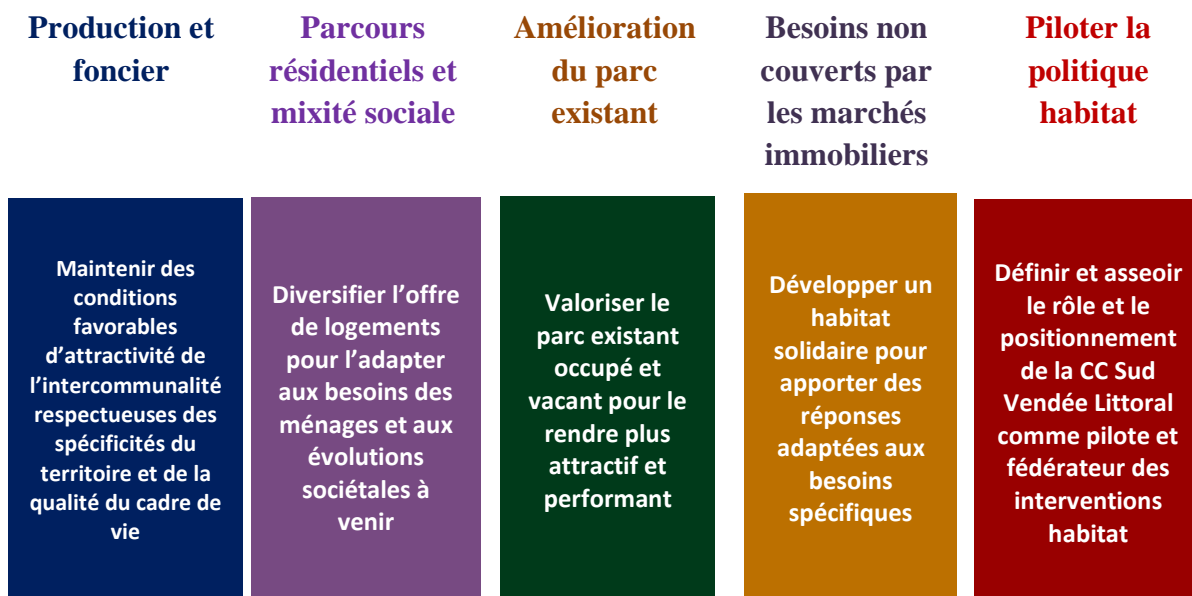 Production et
foncier
Parcours
résidentiels et
mixité sociale
Amélioration
du parc
existant
Besoins non
couverts par
les marchés
immobiliers
Piloter la
politique
habitat
Maintenir des
conditions
favorables
d’attractivité de
l’intercommunalité
respectueuses des
spécificités du
territoire et de la
qualité du cadre de
vie
Diversifier l’offre
de logements
pour l’adapter
aux besoins des
ménages et aux
évolutions
sociétales à
venir
Valoriser le
parc existant
occupé et
vacant pour le
rendre plus
attractif et
performant
Développer un
habitat
solidaire pour
apporter des
réponses
adaptées aux
besoins
spécifiques
Définir et asseoir
le rôle et le
positionnement
de la CC Sud
Vendée Littoral
comme pilote et
fédérateur des
interventions
habitat